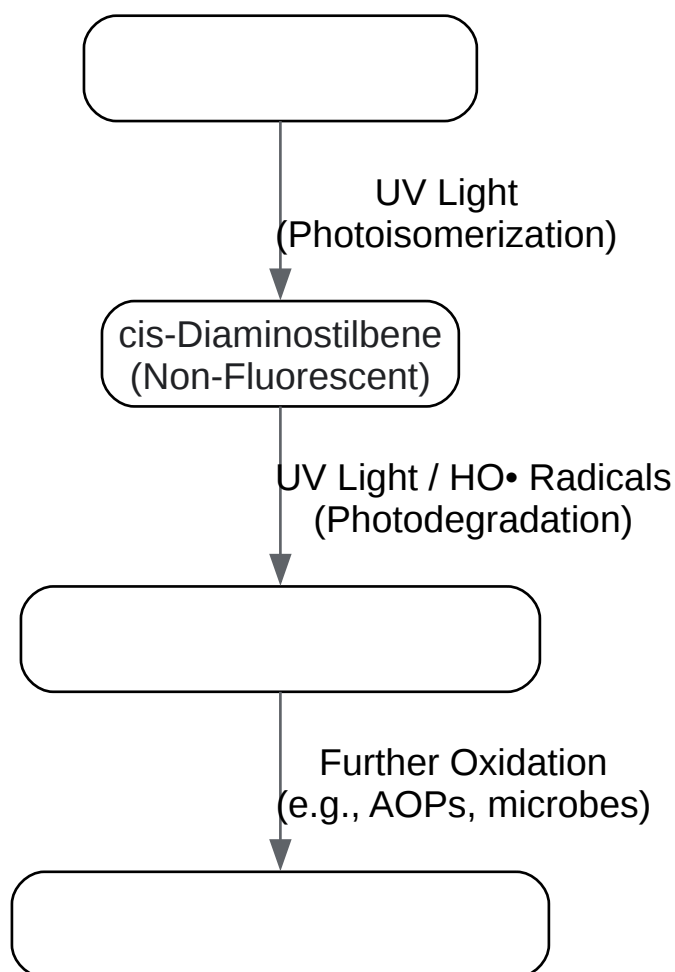 UV Light
(Photoisomerization)
cis-Diaminostilbene
(Non-Fluorescent)
UV Light / HO• Radicals
(Photodegradation)
Further Oxidation
(e.g., AOPs, microbes)